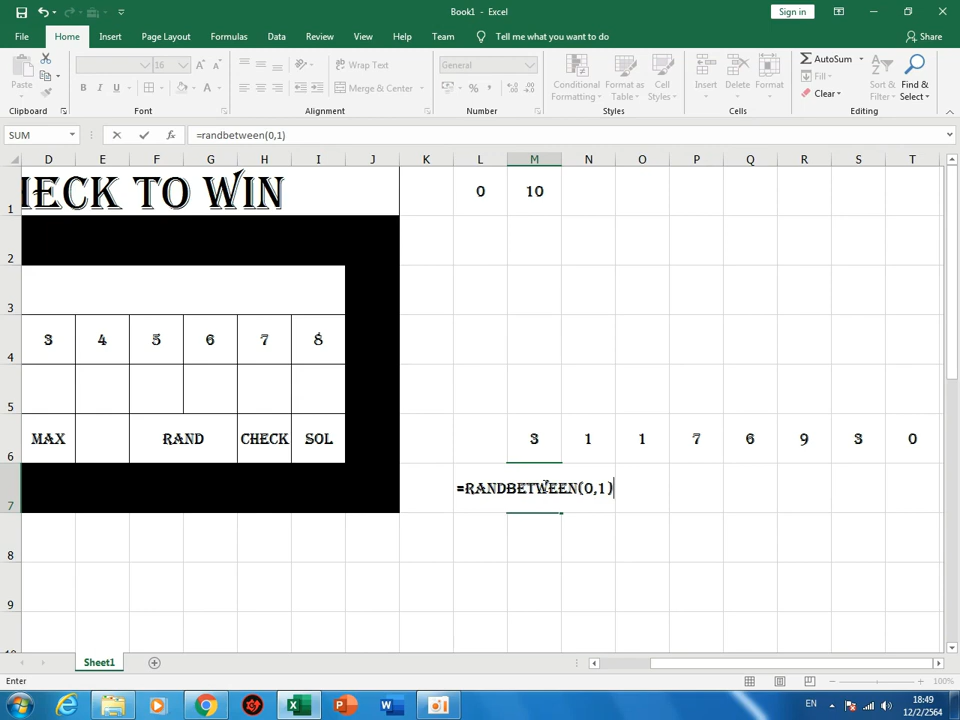 Book1 - Excel
Sign in
File Home Insert Page Layout Formulas Data Review View Help Team Tell me what you want to do Share
Paste
16
B I U
A A A
Wrap Text
Merge & Center
General
% ,
Conditional Formatting
Format as Table
Cell Styles
Insert Delete Format
AutoSum
Fill
Clear
Sort & Filter
Find & Select
Clipboard Font Alignment Number Styles Cells Editing
SUM =randbetween(0,1)
D E F G H I J K L M N O P Q R S T
1 HECK TO WIN 0 10
2
3
4 3 4 5 6 7 8
5
6 MAX RAND CHECK SOL 3 1 1 7 6 9 3 0
7 =RANDBETWEEN(0,1)
8
9
Sheet1
Enter 100%
EN 18:49
12/2/2564